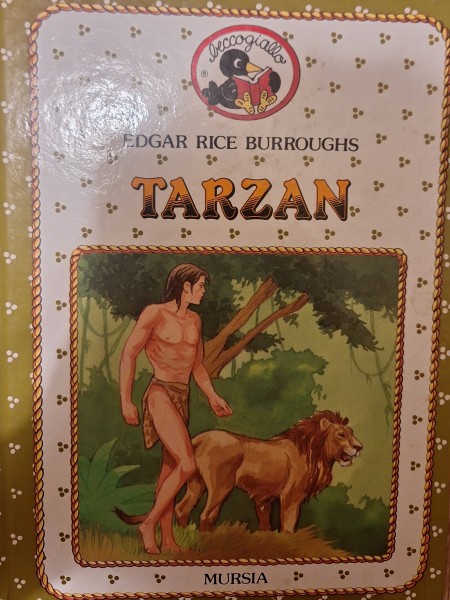 beccogiallo
®
EDGAR RICE BURROUGHS
TARZAN
MURSIA